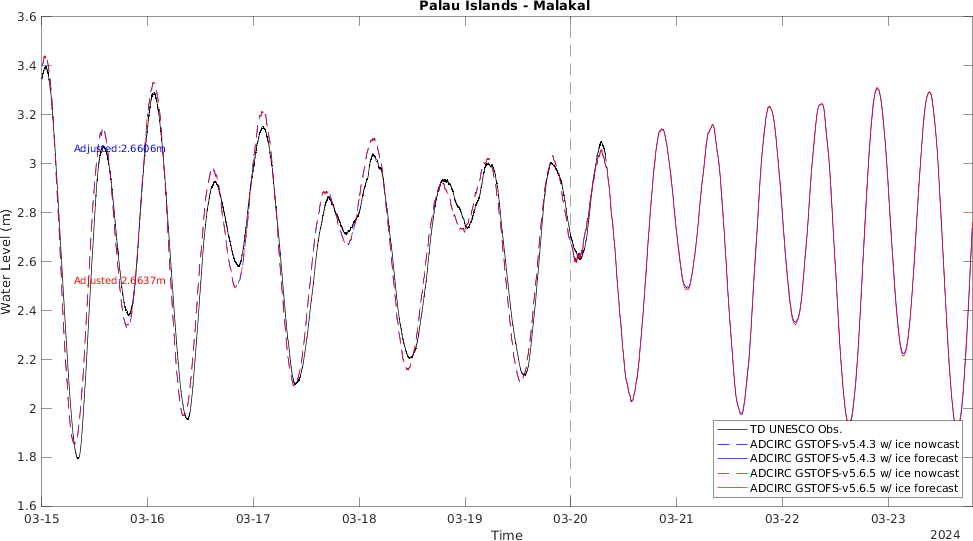 Palau Islands - Malakal
3.6
3.4
3.2
3
2.8
2.6
2.4
2.2
2
1.8
1.6
Water Level (m)
Adjusted:2.6606m
Adjusted:2.6637m
TD UNESCO Obs.
ADCIRC GSTOFS-v5.4.3 w/ ice nowcast
ADCIRC GSTOFS-v5.4.3 w/ ice forecast
ADCIRC GSTOFS-v5.6.5 w/ ice nowcast
ADCIRC GSTOFS-v5.6.5 w/ ice forecast
03-15 03-16 03-17 03-18 03-19 03-20 03-21 03-22 03-23
Time
2024